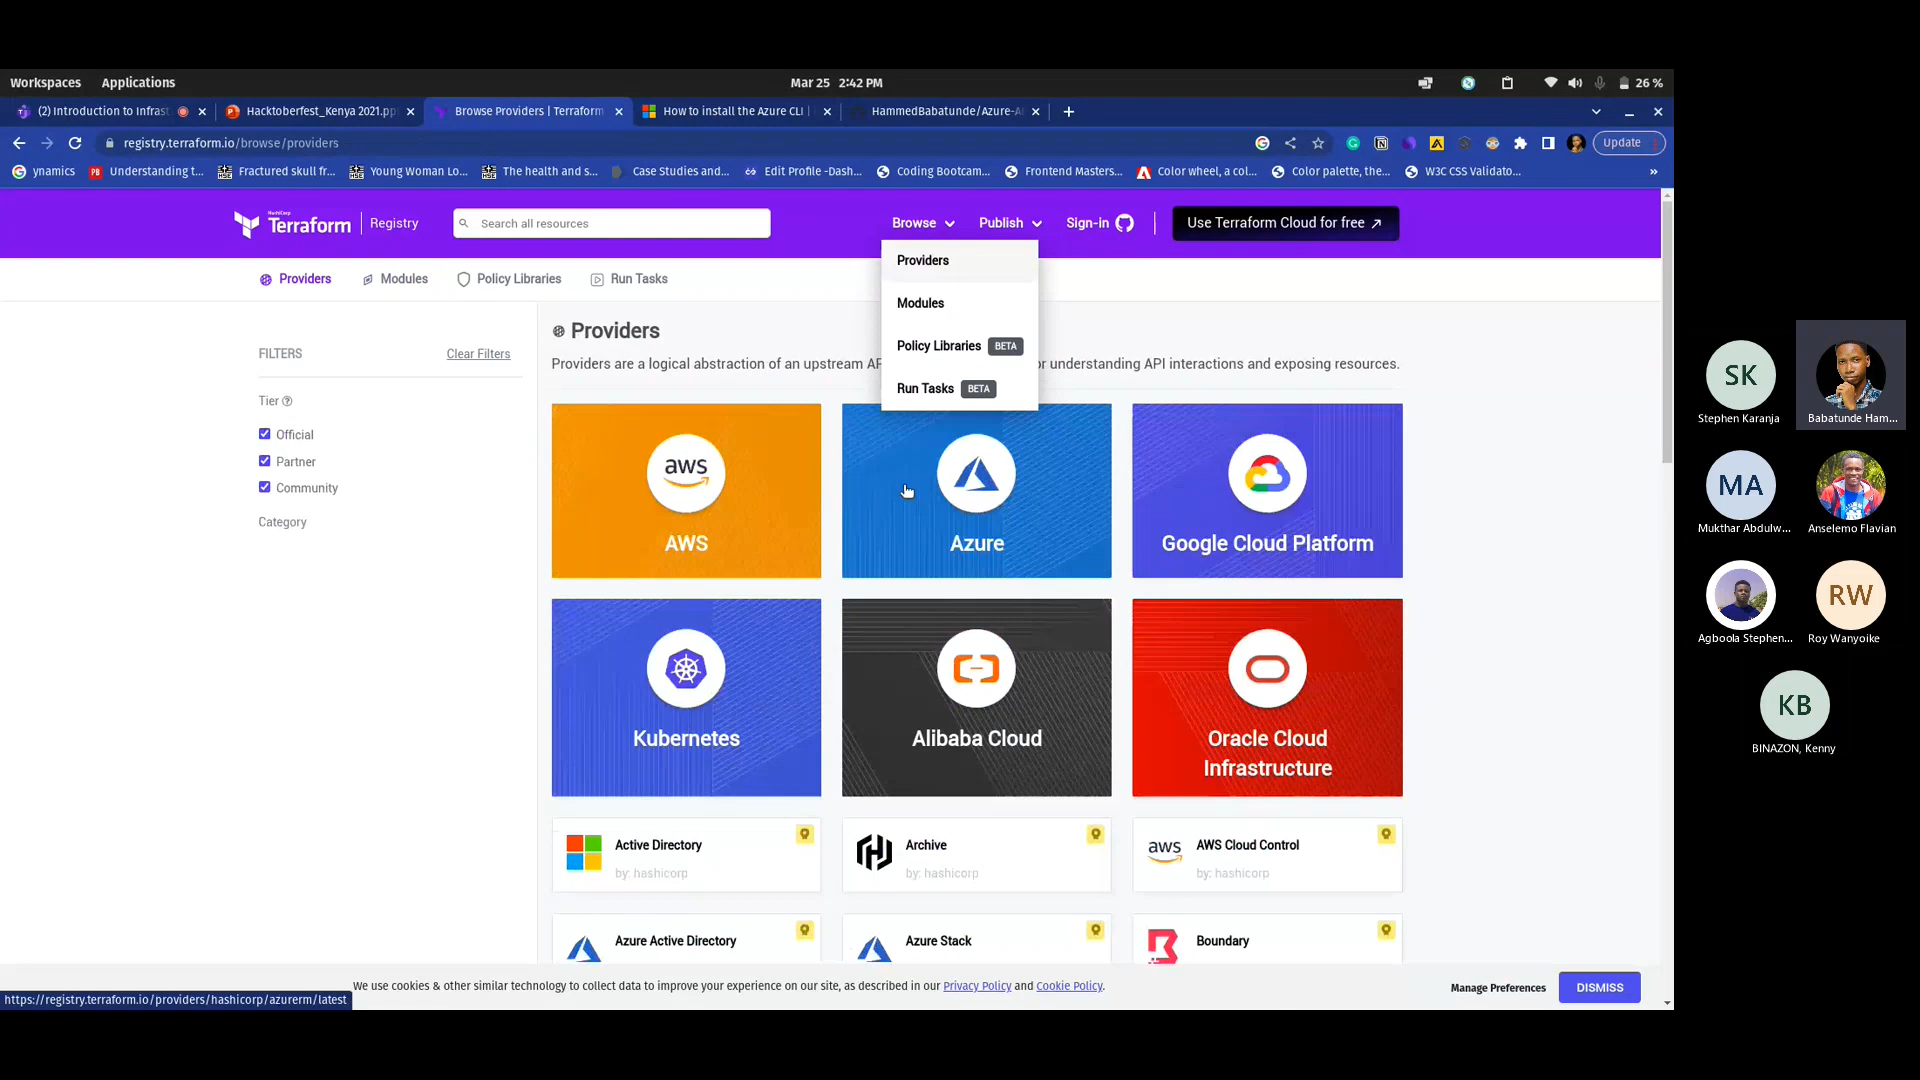 Workspaces Applications Mar 25 2:42 PM 26 %
(2) Introduction to Infrast Hacktoberfest_Kenya 2021.pp Browse Providers | Terraform How to install the Azure CLI | HammedBabatunde/Azure-A
registry.terraform.io/browse/providers Update
ynamics Understanding t... Fractured skull fr... Young Woman Lo... The health and s... Case Studies and... Edit Profile -Dash... Coding Bootcam... Frontend Masters... Color wheel, a col... Color palette, the... W3C CSS Validato... »
HashiCorp
Terraform Registry Search all resources Browse Publish Sign-in Use Terraform Cloud for free
Providers Modules Policy Libraries Run Tasks
Providers
Modules
Policy Libraries BETA
Run Tasks BETA
FILTERS Clear Filters
Tier
Official
Partner
Community
Category
Providers
Providers are a logical abstraction of an upstream AP r understanding API interactions and exposing resources.
aws
AWS
Azure
Google Cloud Platform
Kubernetes
Alibaba Cloud
Oracle Cloud
Infrastructure
Active Directory
by: hashicorp
Archive
by: hashicorp
aws
AWS Cloud Control
by: hashicorp
Azure Active Directory
Azure Stack
Boundary
We use cookies & other similar technology to collect data to improve your experience on our site, as described in our Privacy Policy and Cookie Policy.
Manage Preferences DISMISS
https://registry.terraform.io/providers/hashicorp/azurerm/latest
SK
Stephen Karanja
Babatunde Ham...
MA
Mukthar Abdulw...
Anselemo Flavian
Agboola Stephen...
RW
Roy Wanyoike
KB
BINAZON, Kenny